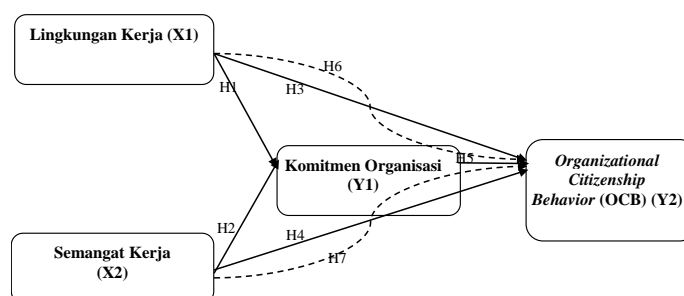 Lingkungan Kerja (X1)
H6
H1
H3
Komitmen Organisasi
(Y1)
H5
Organizational
Citizenship
Behavior (OCB) (Y2)
H2
H4
Semangat Kerja
(X2)
H7